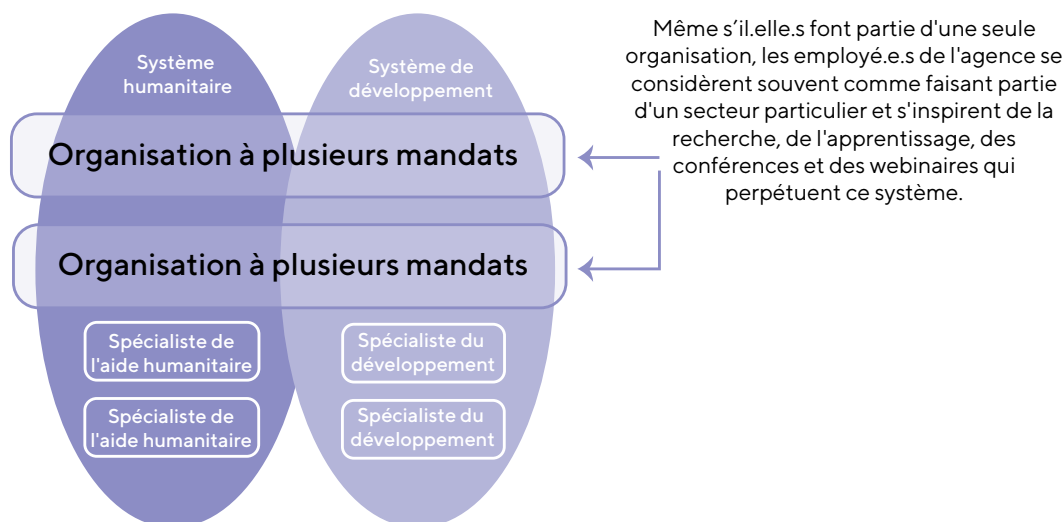 Système
humanitaire
Système de
développement
Organisation à plusieurs mandats
Organisation à plusieurs mandats
Spécialiste de
l'aide humanitaire
Spécialiste du
développement
Spécialiste de
l'aide humanitaire
Spécialiste du
développement
Même s’il.elle.s font partie d'une seule
organisation, les employé.e.s de l'agence se
considèrent souvent comme faisant partie
d'un secteur particulier et s'inspirent de la
recherche, de l'apprentissage, des
conférences et des webinaires qui
perpétuent ce système.